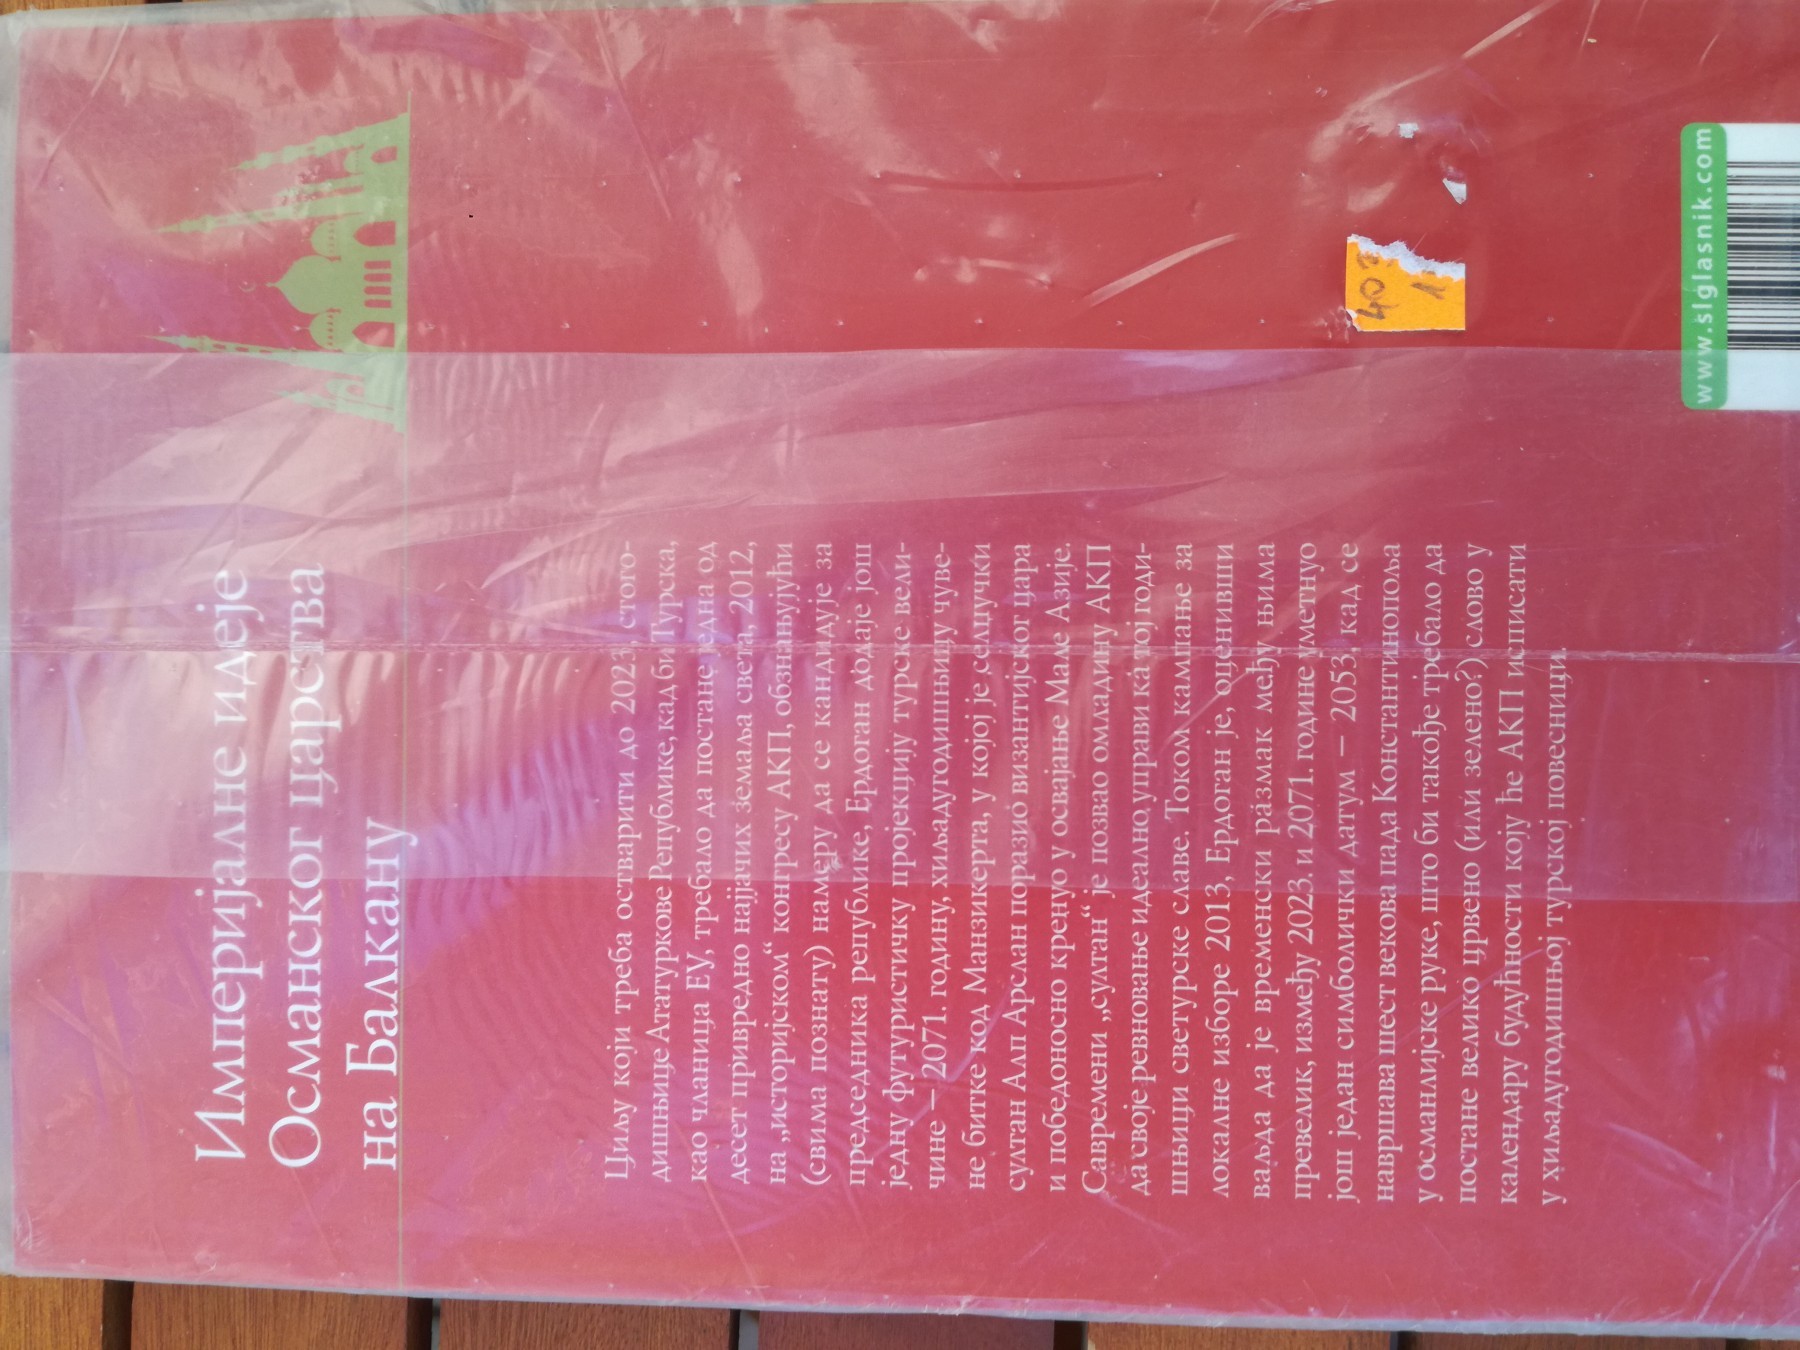 Империјалне идеје
Османског царства
на Балкану
Циљу који треба остварити до 2023, стого-
дишњице Ататуркове Републике, кад би Турска,
као чланица ЕУ, требало да постане једна од
десет привредно најјачих земаља света, 2012,
на „историјском“ конгресу АКП, обзнањујући
(свима познату) намеру да се кандидује за
председника републике, Ердоган додаје још
једну футуристичку пројекцију турске вели-
чине – 2071. годину, хиљадугодишњицу чуве-
не битке код Манзикерта, у којој је селџучки
султан Алп Арслан поразио византијског цара
и победоносно кренуо у освајање Мале Азије.
Савремени „султан“ је позвао омладину АКП
да своје ревновање идеално управи ка тој годи-
шњици светурске славе. Током кампање за
локалне изборе 2013, Ердоган је, оценивши
ваљда да је временски размак међу њима
превелик, између 2023. и 2071. године уметнуо
још један симболички датум – 2053, кад се
навршава шест векова пада Константинопоља
у османлијске руке, што би такође требало да
постане велико црвено (или зелено?) слово у
календару будућности коју ће АКП исписати
у хиљадугодишњој турској повесници.
www.slglasnik.com